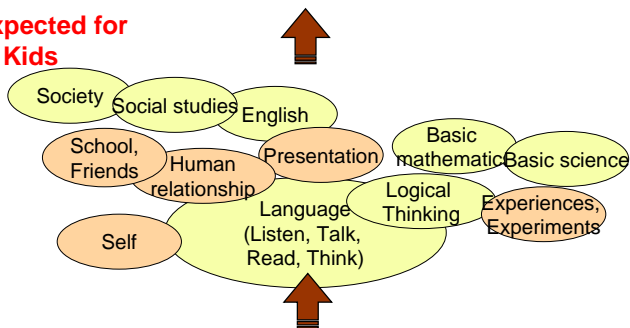 xpected for
Kids
Society
Social studies
English
School,
Friends
Human
relationship
Presentation
Basic
mathematics
Basic science
Logical
Thinking
Experiences,
Experiments
Self
Language
(Listen, Talk,
Read, Think)